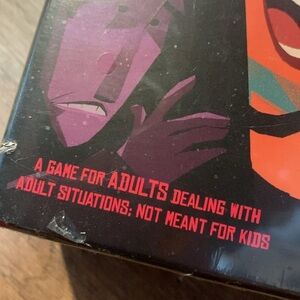 A GAME FOR ADULTS DEALING WITH
ADULT SITUATIONS; NOT MEANT FOR KIDS